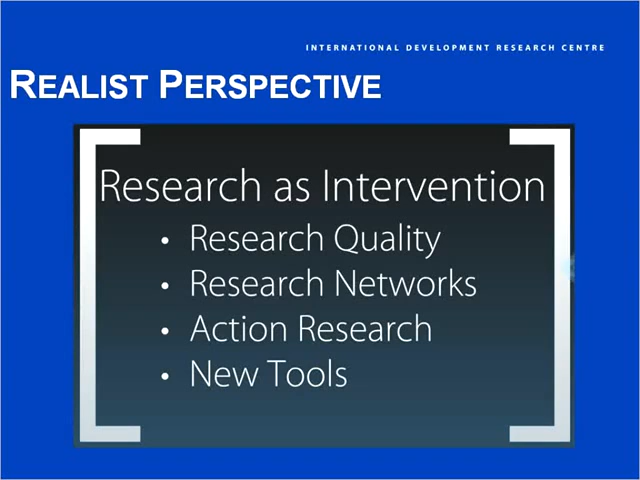 INTERNATIONAL DEVELOPMENT RESEARCH CENTRE
REALIST PERSPECTIVE
Research as Intervention
• Research Quality
• Research Networks
• Action Research
• New Tools